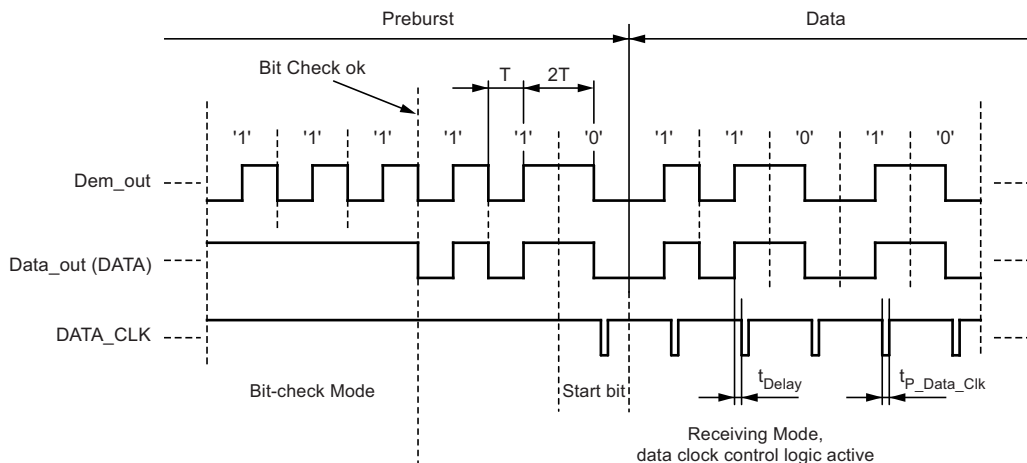 Preburst Data
Bit Check ok
T 2T
'1' '1' '1' '1' '1' '0' '1' '1' '0' '1' '0'
Dem_out
Data_out (DATA)
DATA_CLK
Bit-check Mode Start bit tDelay tP_Data_Clk
Receiving Mode,
data clock control logic active